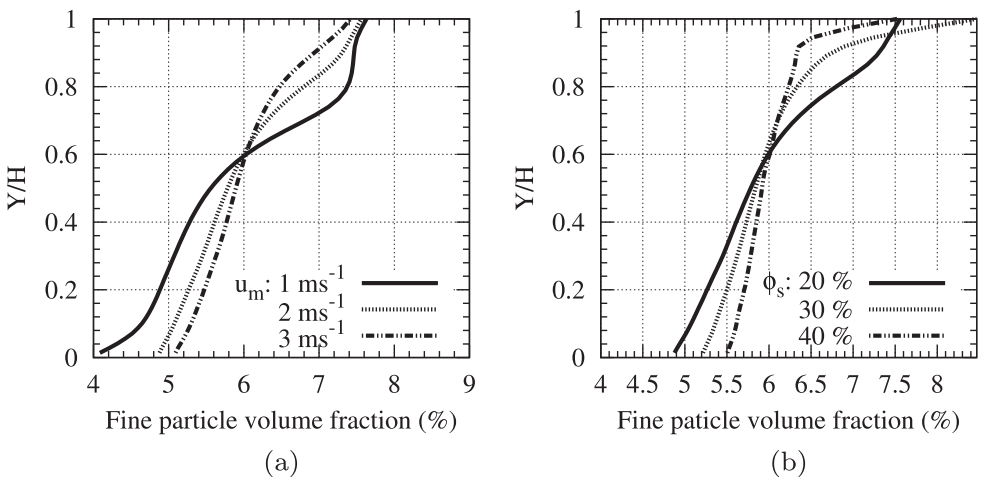 1
0.8
0.6
0.4
0.2
0
Y/H
u_m: 1 ms⁻¹
2 ms⁻¹
3 ms⁻¹
4 5 6 7 8 9
Fine particle volume fraction (%)
(a)
1
0.8
0.6
0.4
0.2
0
Y/H
ϕ_s: 20 %
30 %
40 %
4 4.5 5 5.5 6 6.5 7 7.5 8
Fine paticle volume fraction (%)
(b)